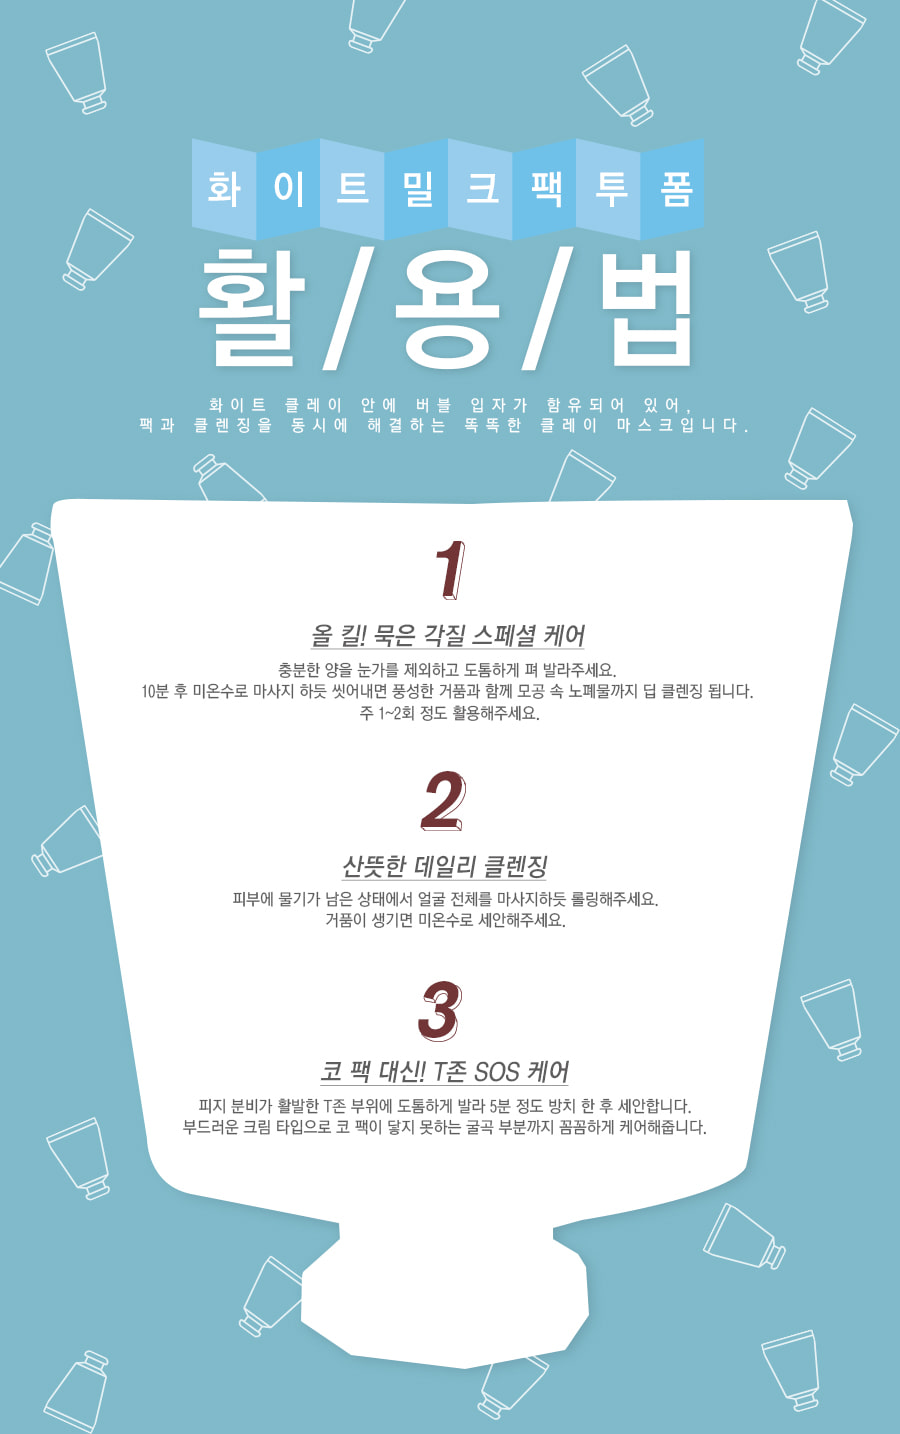 화이트밀크팩투폼
활/용/법
화이트 클레이 안에 버블 입자가 함유되어 있어,
팩과 클렌징을 동시에 해결하는 똑똑한 클레이 마스크입니다.
1
올 킬! 묵은 각질 스페셜 케어
충분한 양을 눈가를 제외하고 도톰하게 펴 발라주세요.
10분 후 미온수로 마사지 하듯 씻어내면 풍성한 거품과 함께 모공 속 노폐물까지 딥 클렌징 됩니다.
주 1~2회 정도 활용해주세요.
2
산뜻한 데일리 클렌징
피부에 물기가 남은 상태에서 얼굴 전체를 마사지하듯 롤링해주세요.
거품이 생기면 미온수로 세안해주세요.
3
코 팩 대신! T존 SOS 케어
피지 분비가 활발한 T존 부위에 도톰하게 발라 5분 정도 방치 한 후 세안합니다.
부드러운 크림 타입으로 코 팩이 닿지 못하는 굴곡 부분까지 꼼꼼하게 케어해줍니다.